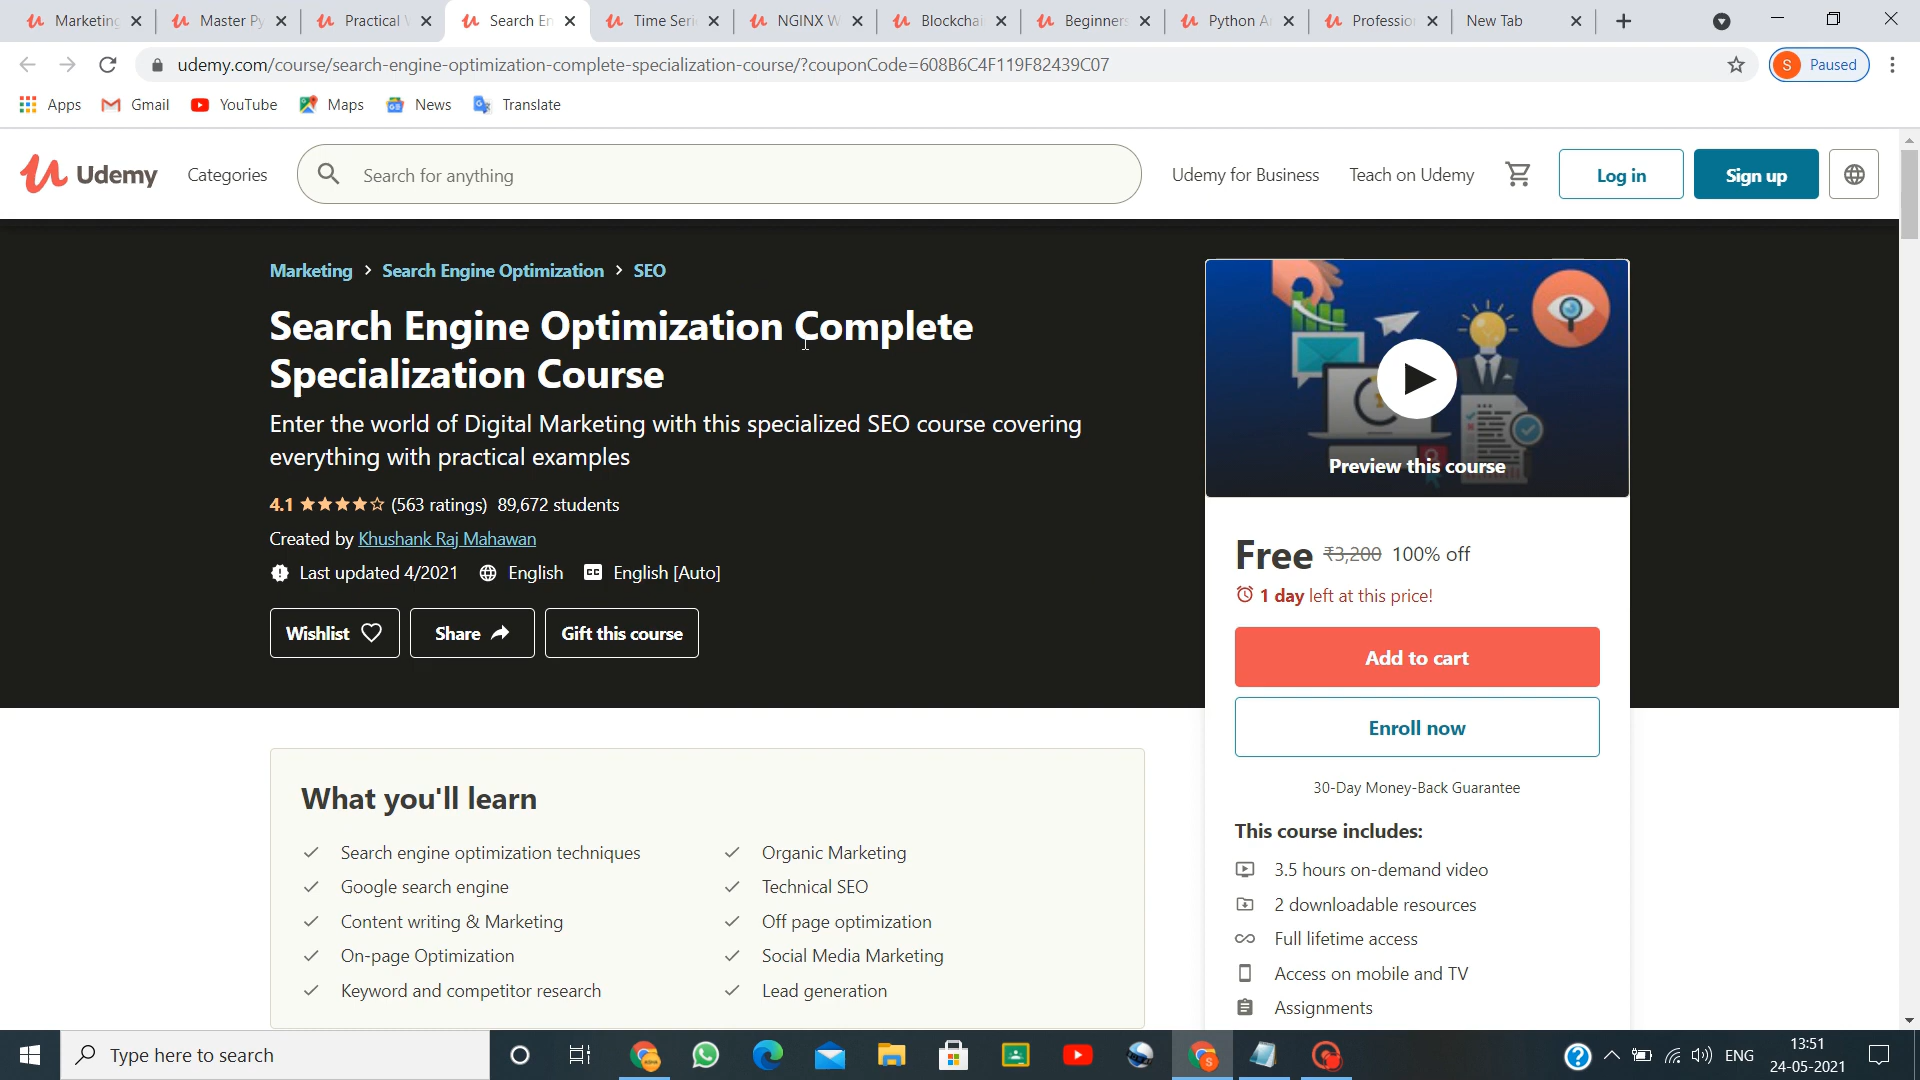 Marketing
Master Py
Practical
Search En
Time Seri
NGINX W
Blockchai
Beginners
Python A
Professio
New Tab
udemy.com/course/search-engine-optimization-complete-specialization-course/?couponCode=608B6C4F119F82439C07
S Paused
Apps
Gmail
YouTube
Maps
News
Translate
Udemy
Categories
Search for anything
Udemy for Business
Teach on Udemy
Log in
Sign up
Marketing > Search Engine Optimization > SEO
Search Engine Optimization Complete
Specialization Course
Enter the world of Digital Marketing with this specialized SEO course covering
everything with practical examples
4.1 (563 ratings) 89,672 students
Created by Khushank Raj Mahawan
Last updated 4/2021 English CC English [Auto]
Wishlist
Share
Gift this course
Preview this course
Free ₹3,200 100% off
1 day left at this price!
Add to cart
Enroll now
30-Day Money-Back Guarantee
This course includes:
3.5 hours on-demand video
2 downloadable resources
Full lifetime access
Access on mobile and TV
Assignments
What you'll learn
Search engine optimization techniques
Google search engine
Content writing & Marketing
On-page Optimization
Keyword and competitor research
Organic Marketing
Technical SEO
Off page optimization
Social Media Marketing
Lead generation
Type here to search
ENG
13:51
24-05-2021